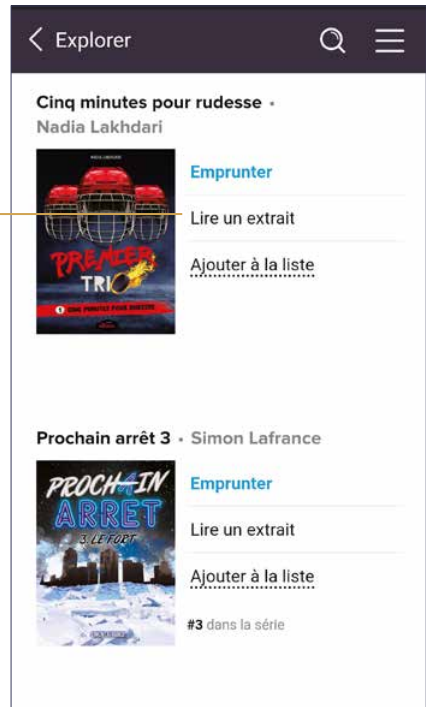 Explorer
Cinq minutes pour rudesse •
Nadia Lakhdari
Emprunter
Lire un extrait
Ajouter à la liste
PREMIER
TRIO
1 CINQ MINUTES POUR RUDESSE
Prochain arrêt 3 • Simon Lafrance
PROCHAIN
ARRÊT
3. LE FORT
Emprunter
Lire un extrait
Ajouter à la liste
#3 dans la série